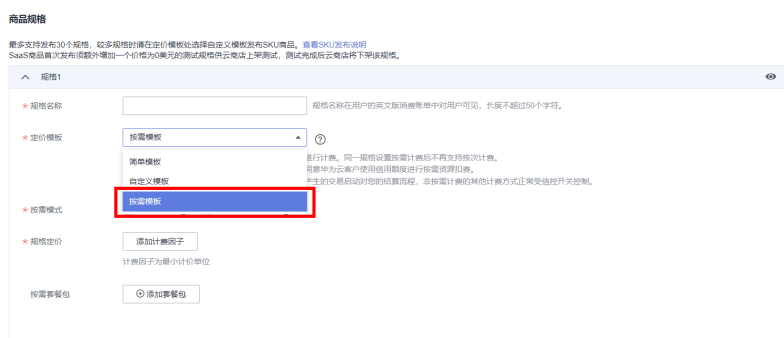 商品规格
最多支持发布30个规格，较多规格时请在定价模板处选择自定义模板发布SKU商品。查看SKU发布说明
SaaS商品首次发布须额外增加一个价格为0美元的测试规格供云商店上架测试，测试完成后云商店将下架该规格。
规格1
* 规格名称
规格名称在用户的英文版消费账单中对用户可见，长度不超过50个字符。
* 定价模板 按需模板
简单模板
进行计费。同一规格设置按需计费后不再支持按次计费。
同意华为云客户使用信用额度进行按需资源扣费。
自定义模板
产生的交易启动对您的结算流程，非按需计费的其他计费方式正常受信控开关控制。
按需模板
* 按需模式
* 规格定价 添加计费因子
计费因子为最小计价单位
按需套餐包 添加套餐包